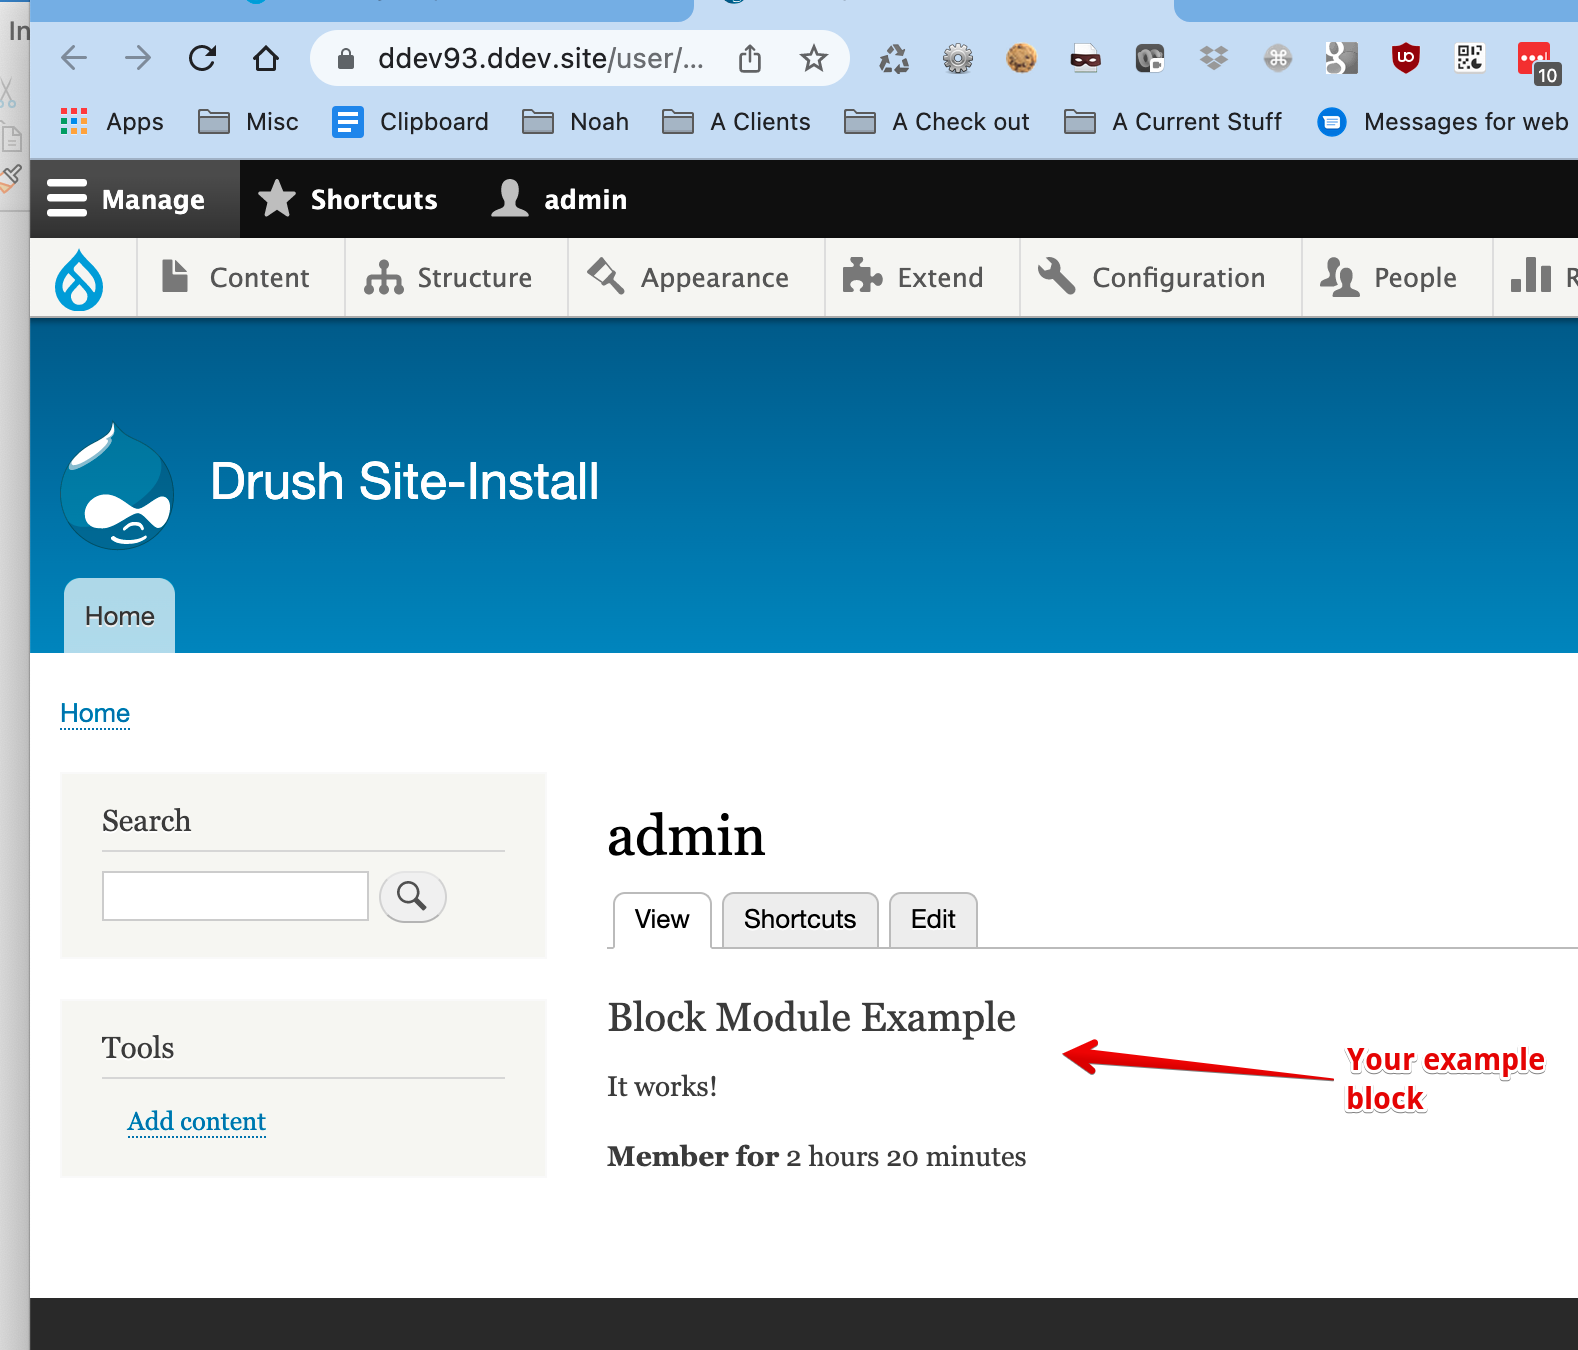 In
ddev93.ddev.site/user/...
10
Apps
Misc
Clipboard
Noah
A Clients
A Check out
A Current Stuff
Messages for web
Manage
Shortcuts
admin
Content
Structure
Appearance
Extend
Configuration
People
R
Drush Site-Install
Home
Home
Search
Tools
Add content
admin
View
Shortcuts
Edit
Block Module Example
It works!
Member for 2 hours 20 minutes
Your example
block